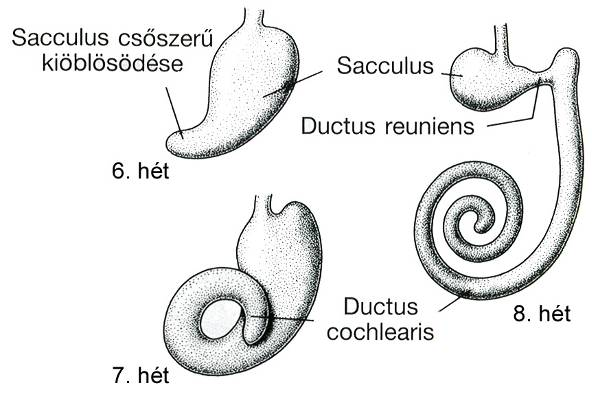 Sacculus csőszerű
kiöblösödése
Sacculus
Ductus reuniens
6. hét
Ductus
cochlearis
8. hét
7. hét